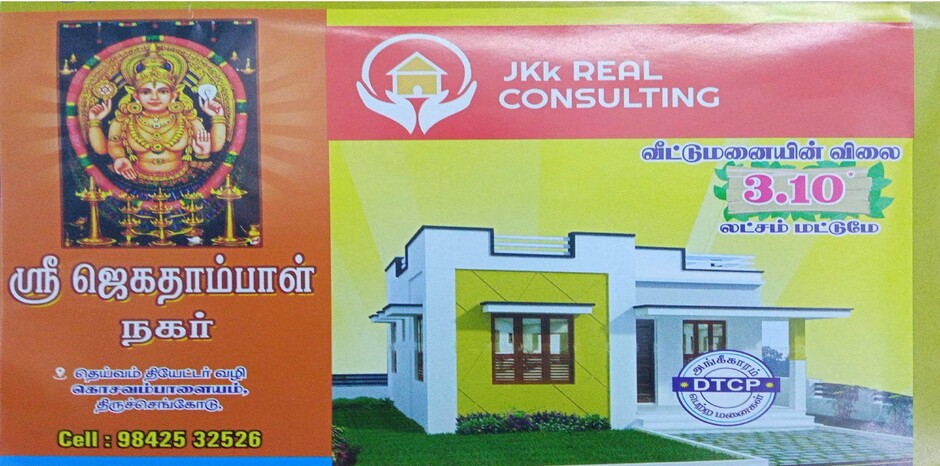 JKk REAL
CONSULTING
வீட்டுமனையின் விலை
3.10
லட்சம் மட்டுமே
ஸ்ரீ ஜெகதாம்பாள்
நகர்
தெய்வம் தியேட்டர் வழி
கொசவம்பாளையம்,
திருச்செங்கோடு.
Cell : 98425 32526
அங்கீகாரம்
DTCP
பெற்ற மனைகள்